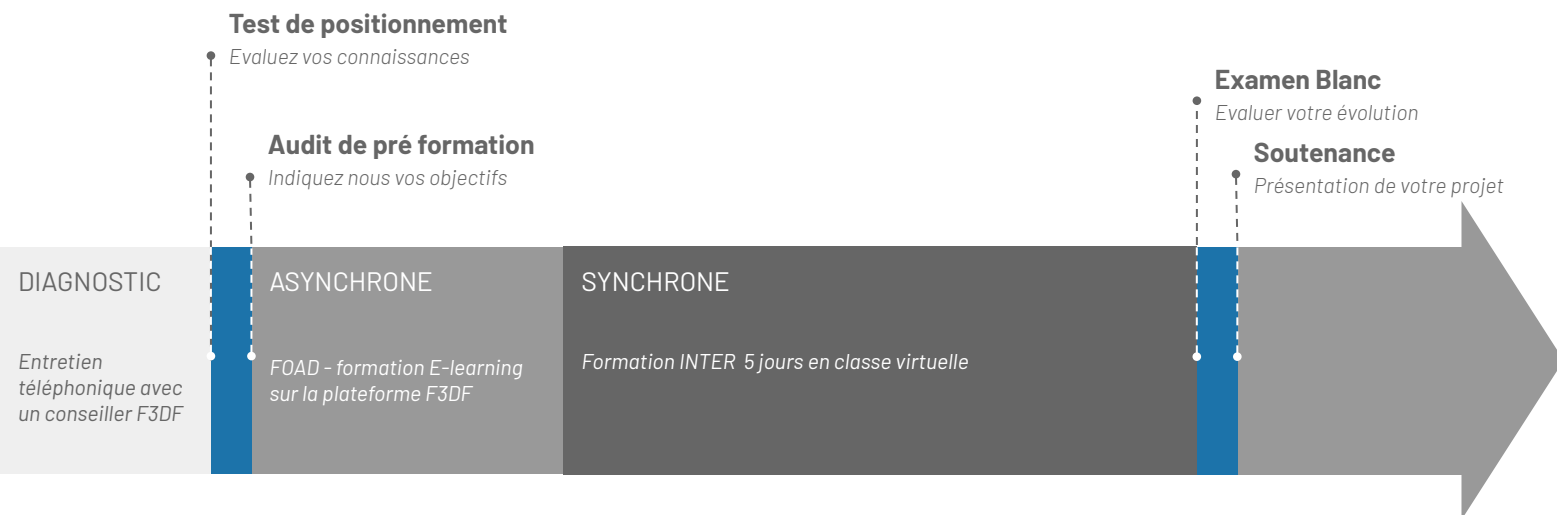 Test de positionnement
Evaluez vos connaissances
Audit de pré formation
Indiquez nous vos objectifs
Examen Blanc
Evaluer votre évolution
Soutenance
Présentation de votre projet
DIAGNOSTIC
Entretien
téléphonique avec
un conseiller F3DF
ASYNCHRONE
FOAD - formation E-learning
sur la plateforme F3DF
SYNCHRONE
Formation INTER 5 jours en classe virtuelle